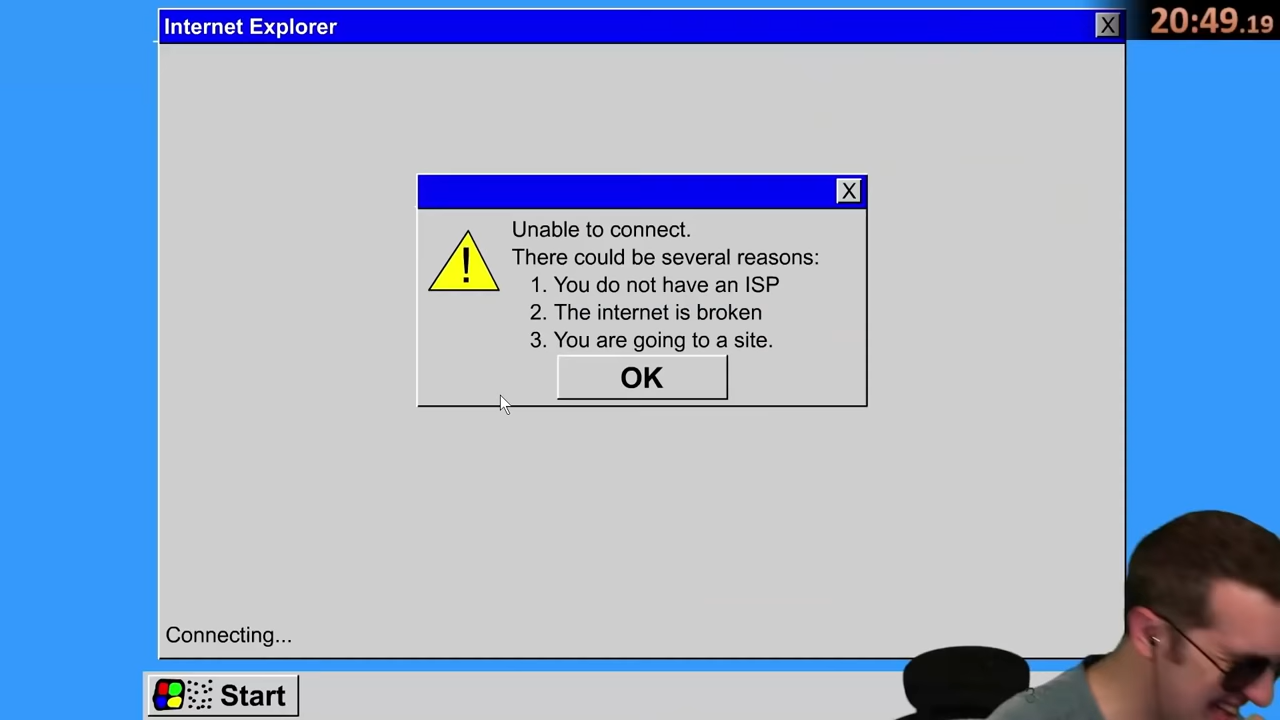 Internet Explorer
X
20:49.19
X
Unable to connect.
There could be several reasons:
1. You do not have an ISP
2. The internet is broken
3. You are going to a site.
OK
Connecting...
Start